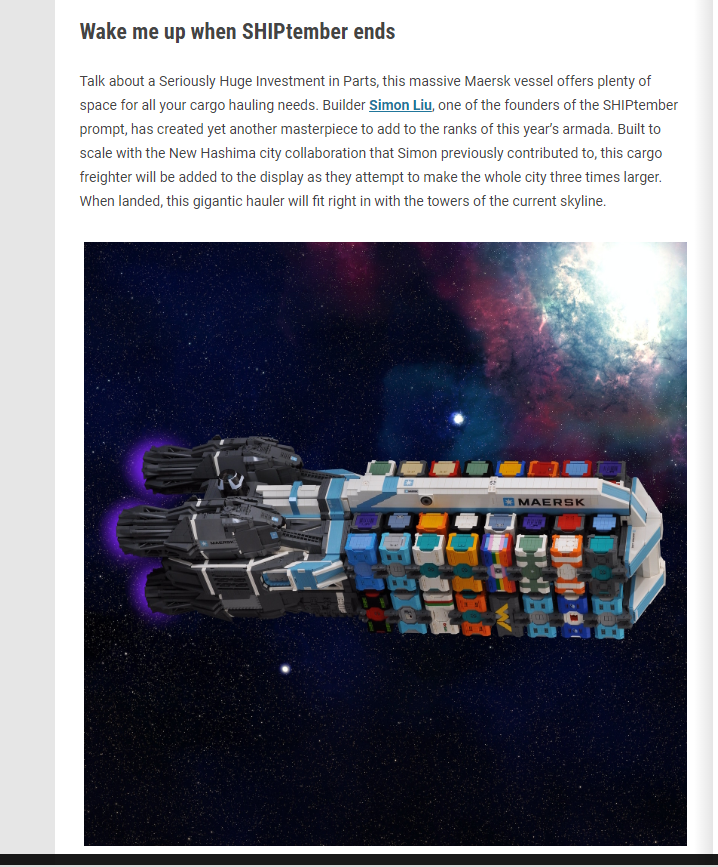 Wake me up when SHIPtember ends
Talk about a Seriously Huge Investment in Parts, this massive Maersk vessel offers plenty of
space for all your cargo hauling needs. Builder Simon Liu, one of the founders of the SHIPtember
prompt, has created yet another masterpiece to add to the ranks of this year’s armada. Built to
scale with the New Hashima city collaboration that Simon previously contributed to, this cargo
freighter will be added to the display as they attempt to make the whole city three times larger.
When landed, this gigantic hauler will fit right in with the towers of the current skyline.
MAERSK